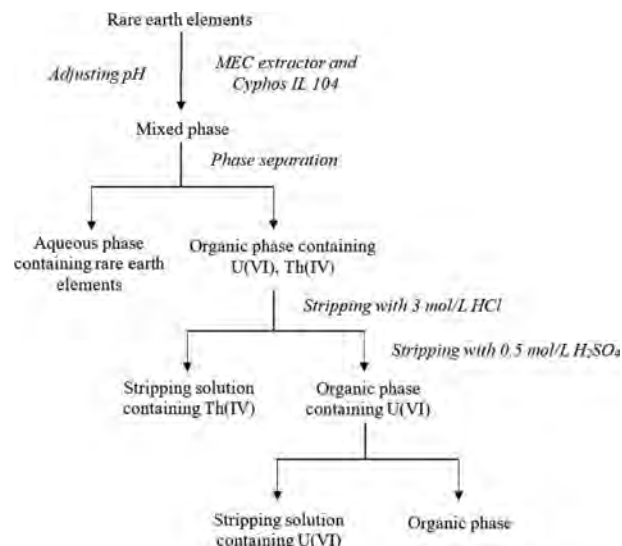 Rare earth elements
Adjusting pH
MEC extractor and
Cyphos IL 104
Mixed phase
Phase separation
Aqueous phase
containing rare earth
elements
Organic phase containing
U(VI), Th(IV)
Stripping with 3 mol/L HCl
Stripping with 0.5 mol/L H₂SO₄
Stripping solution
containing Th(IV)
Organic phase
containing U(VI)
Stripping solution
containing U(VI)
Organic phase